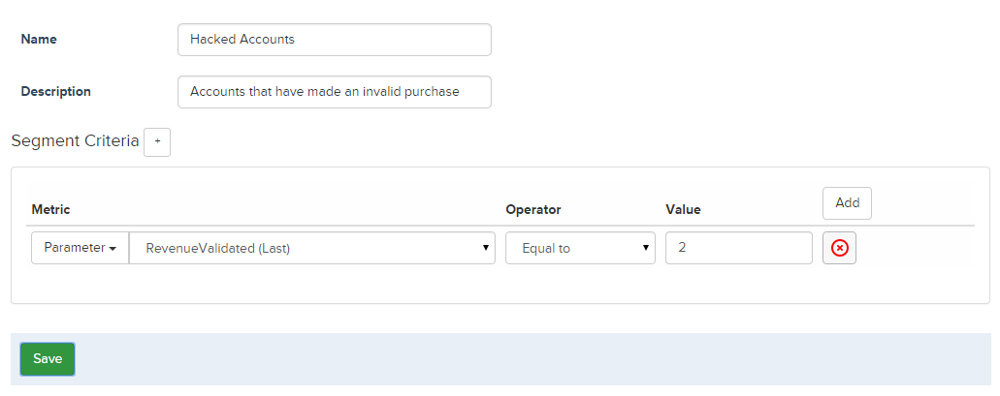 Name Hacked Accounts
Description Accounts that have made an invalid purchase
Segment Criteria +
Add
Metric Operator Value
Parameter RevenueValidated (Last) Equal to 2
Save